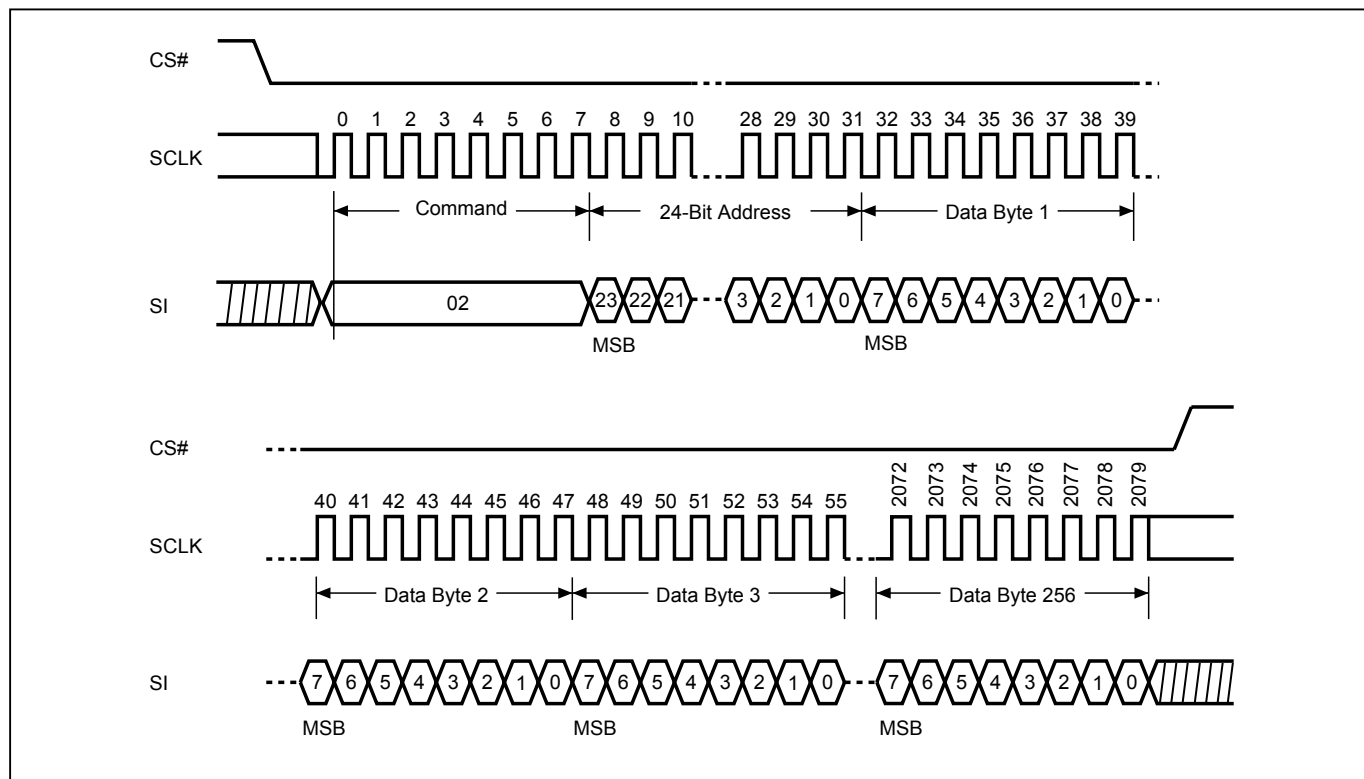 CS#
0 1 2 3 4 5 6 7 8 9 10 28 29 30 31 32 33 34 35 36 37 38 39
SCLK
Command 24-Bit Address Data Byte 1
SI 02 23 22 21 3 2 1 0 7 6 5 4 3 2 1 0
MSB MSB
CS#
40 41 42 43 44 45 46 47 48 49 50 51 52 53 54 55 2072 2073 2074 2075 2076 2077 2078 2079
SCLK
Data Byte 2 Data Byte 3 Data Byte 256
SI 7 6 5 4 3 2 1 0 7 6 5 4 3 2 1 0 7 6 5 4 3 2 1 0
MSB MSB MSB